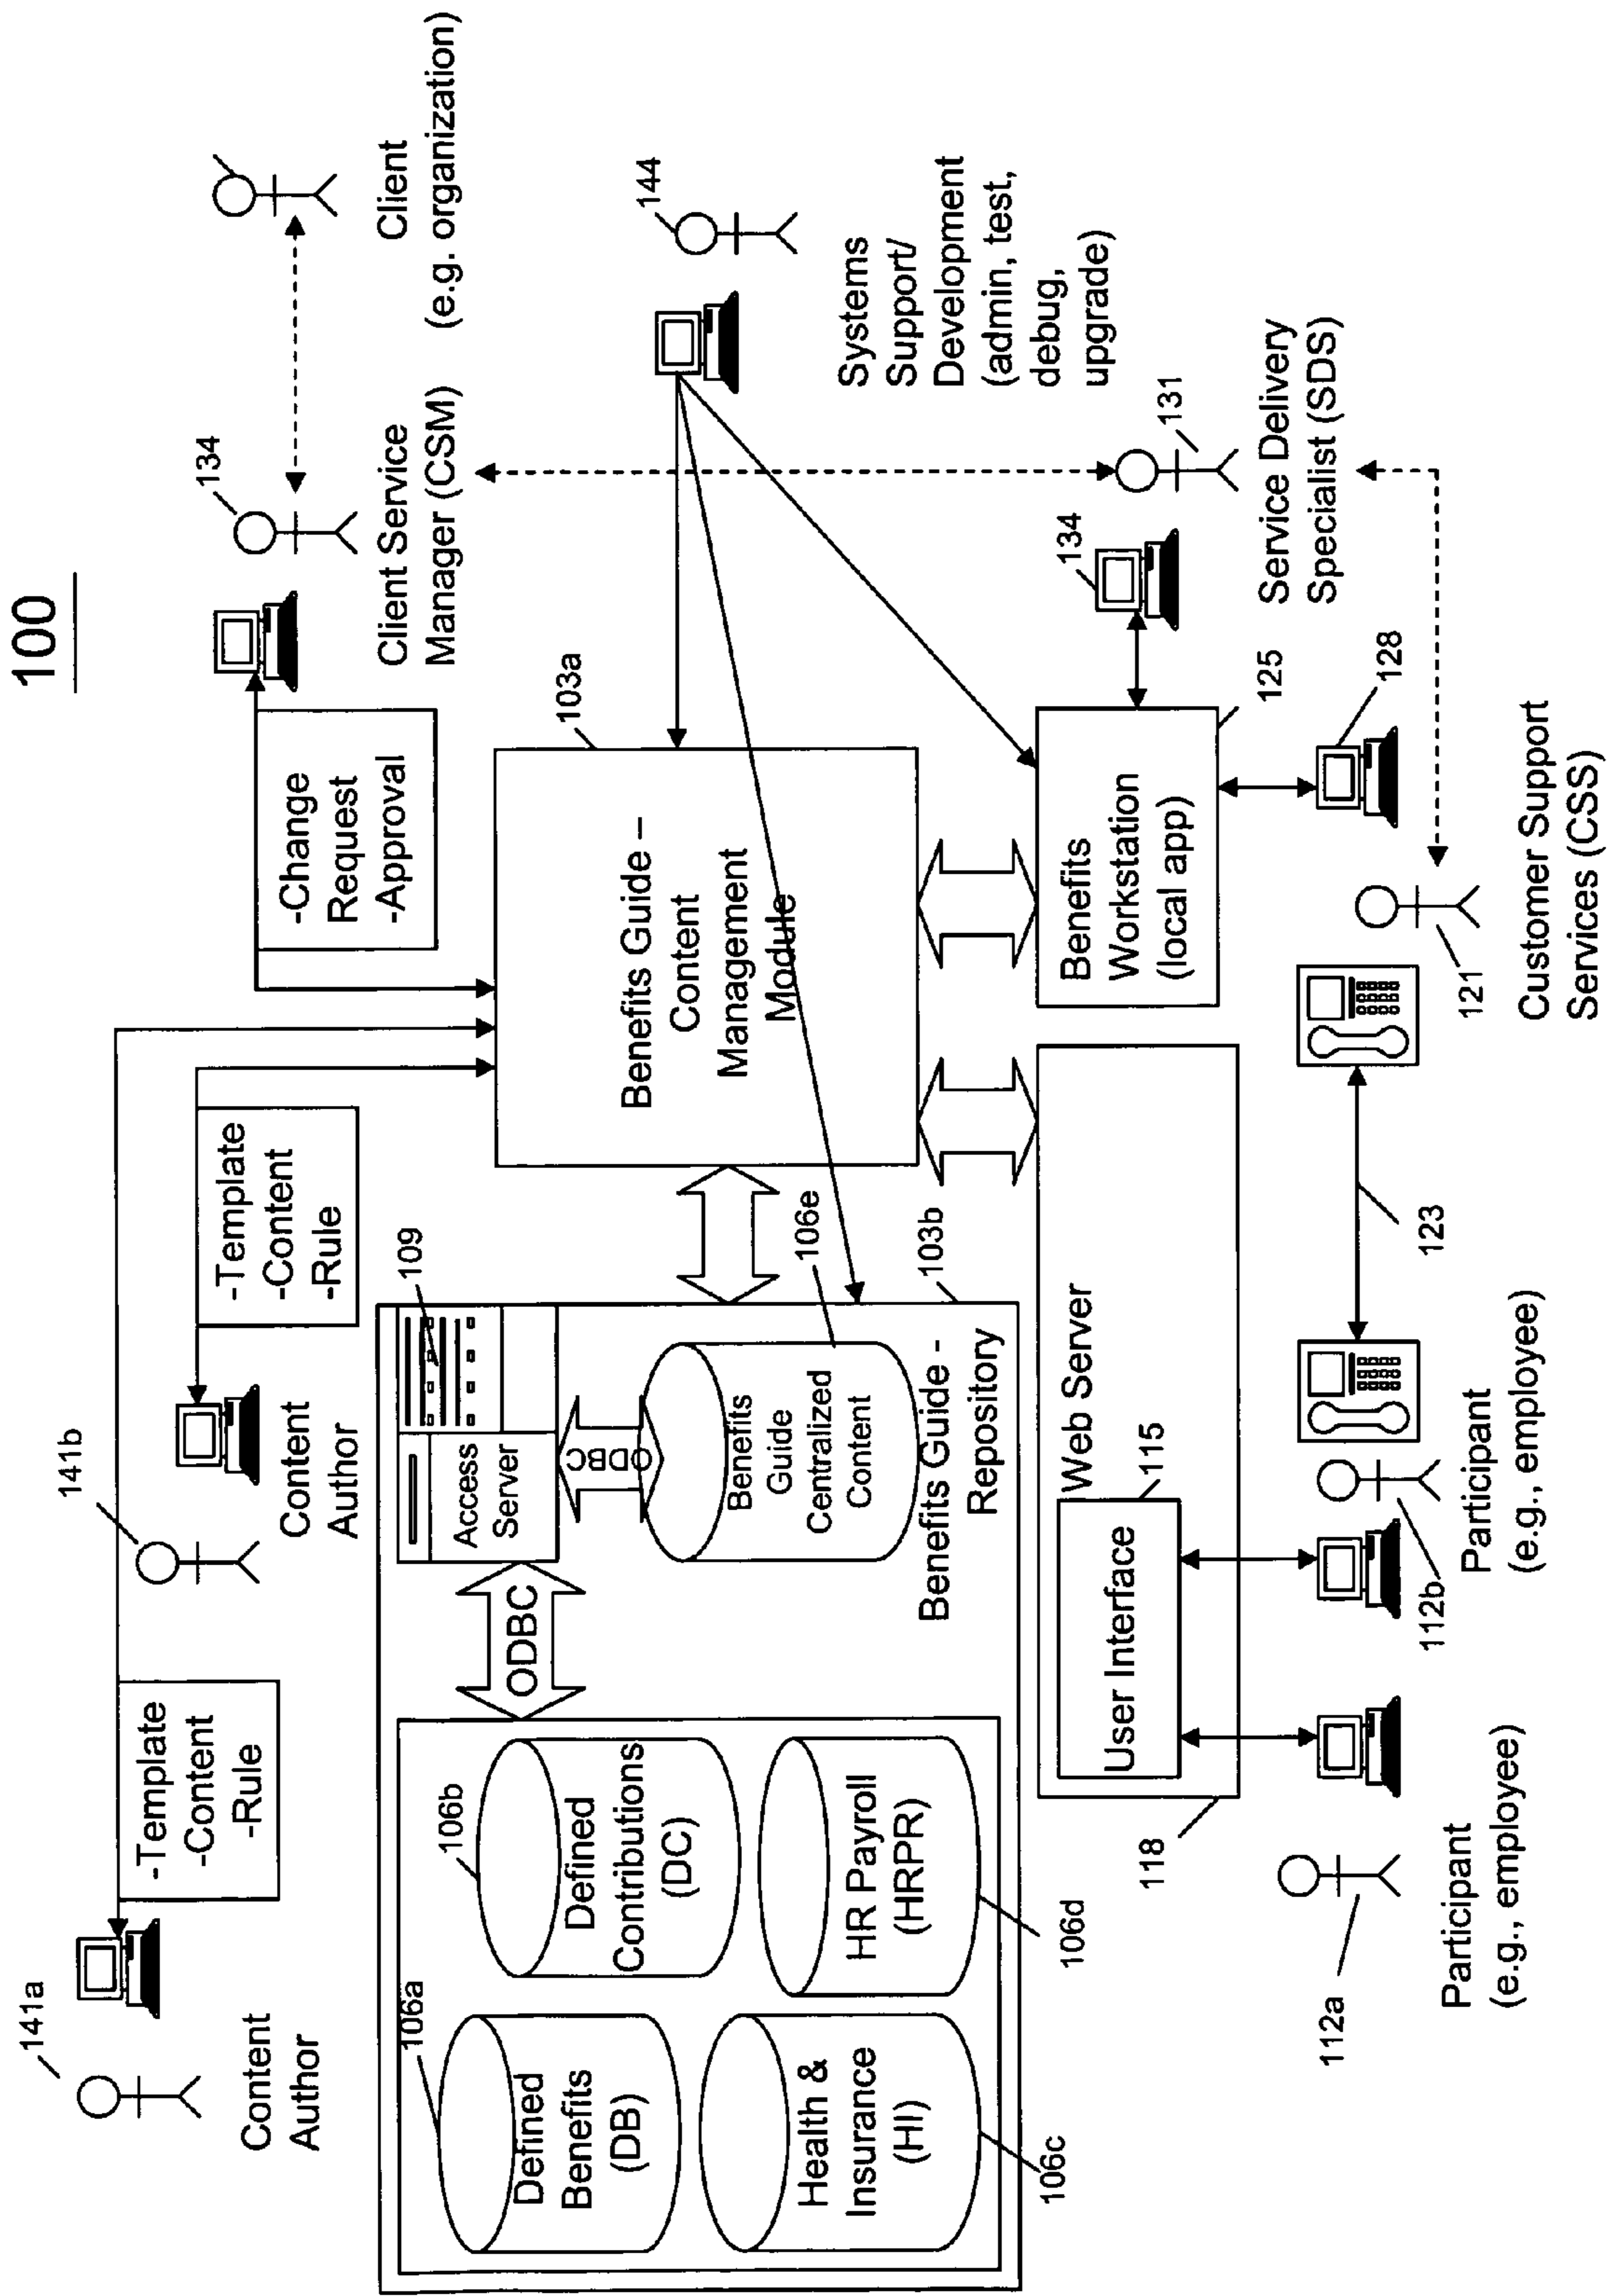 100
141a
Content
Author
-Template
-Content
-Rule
141b
Content
Author
-Template
-Content
-Rule
-Change
Request
-Approval
134
Client Service
Manager (CSM)
Client
(e.g. organization)
144
Systems
Support/
Development
(admin, test,
debug,
upgrade)
103a
Benefits Guide –
Content
Management
Module
106a
Defined
Benefits
(DB)
106b
Defined
Contributions
(DC)
Health &
Insurance
(HI)
106c
HR Payroll
(HRPR)
106d
ODBC
Access
Server
109
ODBC
Benefits
Guide
Centralized
Content
106e
Benefits Guide -
Repository
103b
Web Server
User Interface
115
118
Benefits
Workstation
(local app)
125
134
131
Service Delivery
Specialist (SDS)
128
112a
Participant
(e.g., employee)
112b
Participant
(e.g., employee)
123
121
Customer Support
Services (CSS)